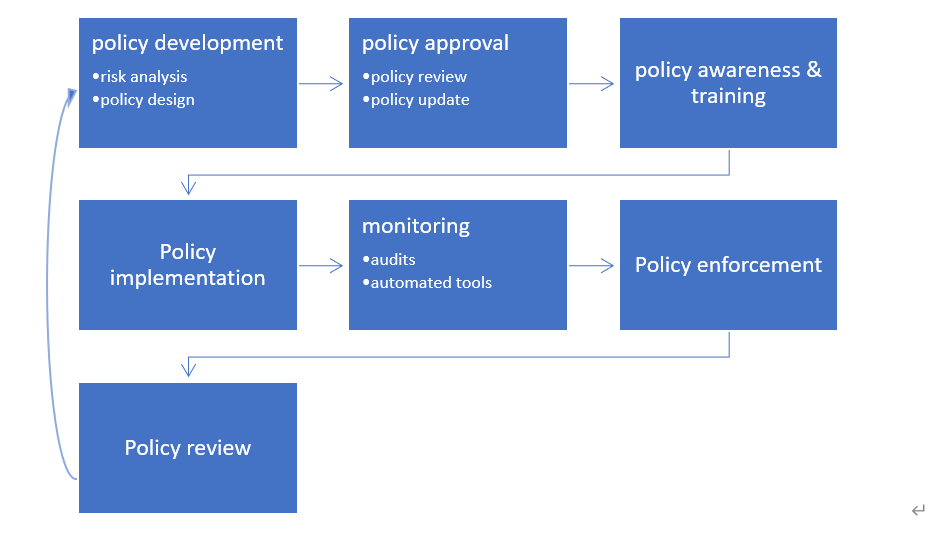 policy development
•risk analysis
•policy design
policy approval
•policy review
•policy update
policy awareness &
training
Policy
implementation
monitoring
•audits
•automated tools
Policy enforcement
Policy review